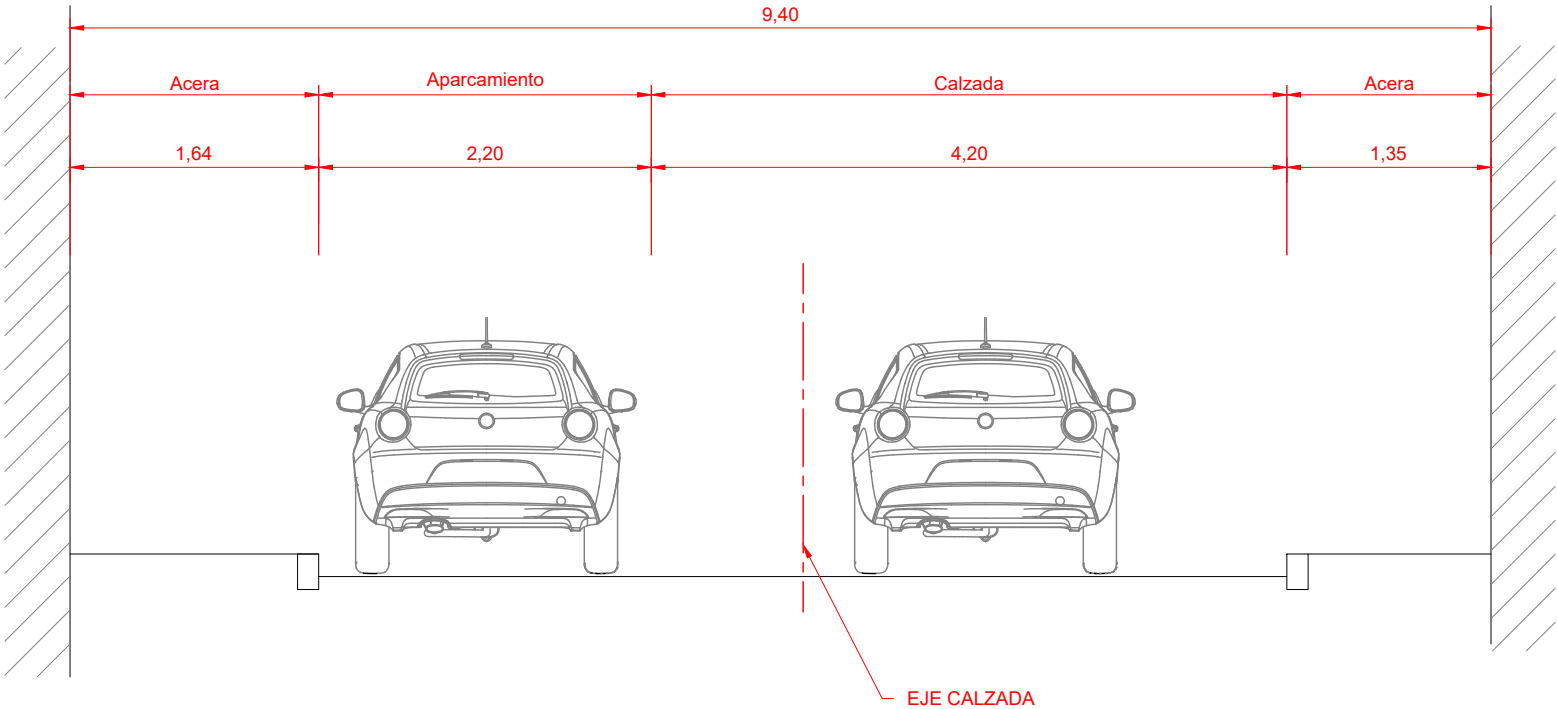 9,40
Acera
Aparcamiento
Calzada
Acera
1,64
2,20
4,20
1,35
EJE CALZADA